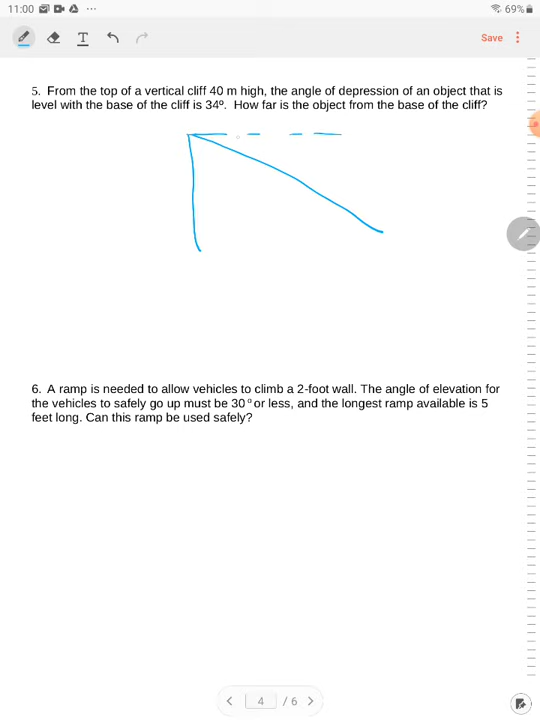 11:00 69%
T Save
5. From the top of a vertical cliff 40 m high, the angle of depression of an object that is
level with the base of the cliff is 34º. How far is the object from the base of the cliff?
6. A ramp is needed to allow vehicles to climb a 2-foot wall. The angle of elevation for
the vehicles to safely go up must be 30º or less, and the longest ramp available is 5
feet long. Can this ramp be used safely?
4 / 6